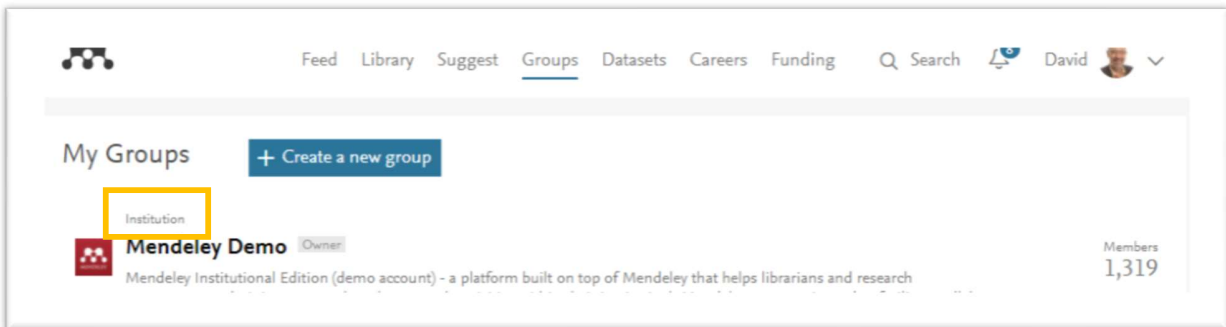 Feed Library Suggest Groups Datasets Careers Funding Search 8 David
My Groups + Create a new group
Institution
Mendeley Demo Owner
Members
Mendeley Institutional Edition (demo account) - a platform built on top of Mendeley that helps librarians and research
1,319